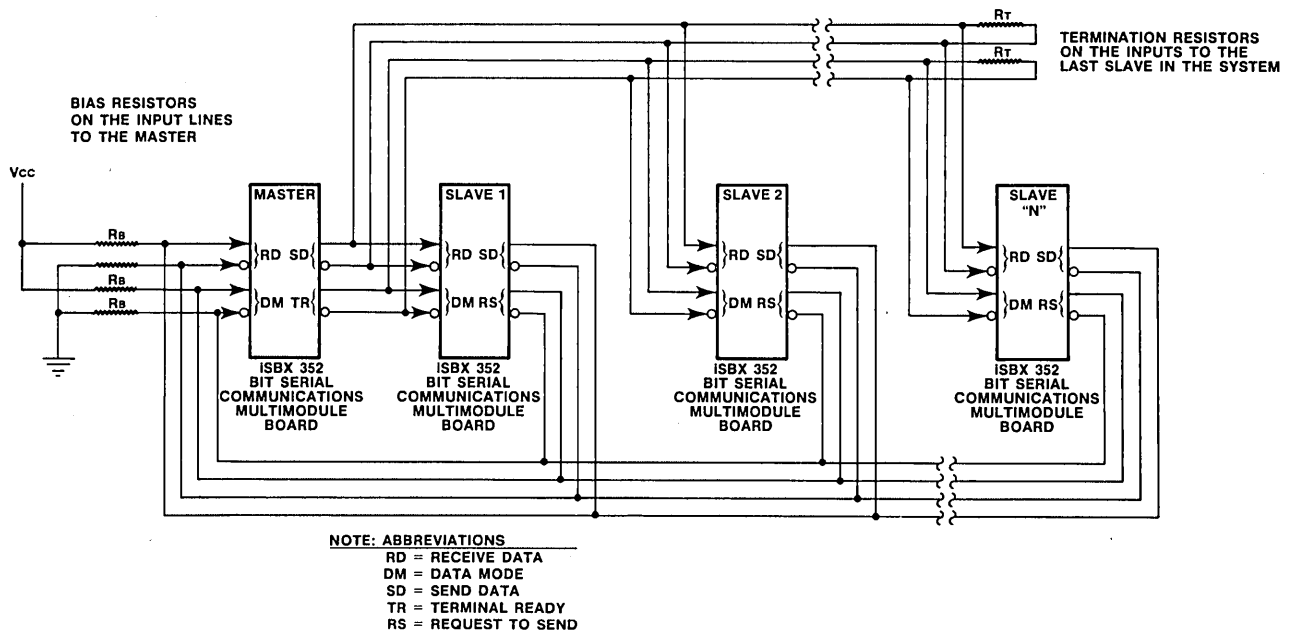 RT
RT
TERMINATION RESISTORS
ON THE INPUTS TO THE
LAST SLAVE IN THE SYSTEM
BIAS RESISTORS
ON THE INPUT LINES
TO THE MASTER
VCC
RB
RB
RB
MASTER
RD SD
DM TR
iSBX 352
BIT SERIAL
COMMUNICATIONS
MULTIMODULE
BOARD
SLAVE 1
RD SD
DM RS
iSBX 352
BIT SERIAL
COMMUNICATIONS
MULTIMODULE
BOARD
SLAVE 2
RD SD
DM RS
iSBX 352
BIT SERIAL
COMMUNICATIONS
MULTIMODULE
BOARD
SLAVE
"N"
RD SD
DM RS
iSBX 352
BIT SERIAL
COMMUNICATIONS
MULTIMODULE
BOARD
NOTE: ABBREVIATIONS
RD = RECEIVE DATA
DM = DATA MODE
SD = SEND DATA
TR = TERMINAL READY
RS = REQUEST TO SEND